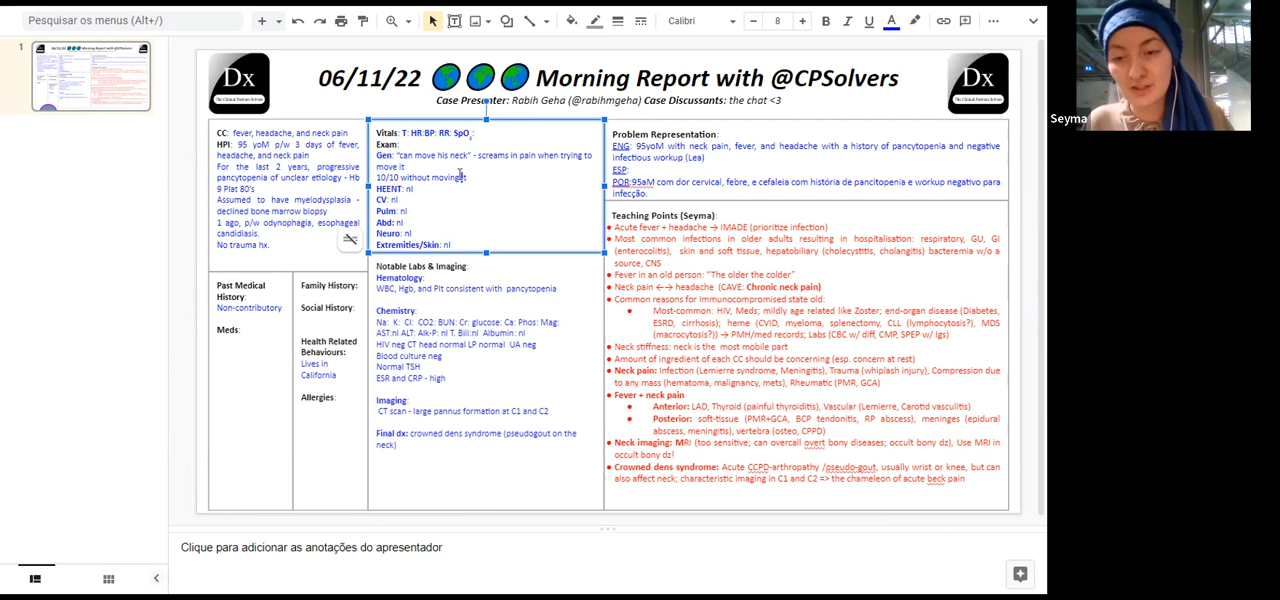 Pesquisar os menus (Alt+/)
Calibri
8
B I U A
1
06/11/22 Morning Report with @CPSolvers
Case Presenter: Rabih Geha (@rabihmgeha) Case Discussants: the chat <3
Dx
The Clinical Problem Solvers
Dx
The Clinical Problem Solvers
CC: fever, headache, and neck pain
HPI: 95 yoM p/w 3 days of fever,
headache, and neck pain
For the last 2 years, progressive
pancytopenia of unclear etiology - Hb
9 Plat 80's
Assumed to have myelodysplasia -
declined bone marrow biopsy
1 ago, p/w odynophagia, esophageal
candidiasis.
No trauma hx.
Past Medical
History:
Non-contributory
Meds:
Family History:
Social History:
Health Related
Behaviours:
Lives in
California
Allergies:
Vitals: T: HR:BP: RR: SpO2:
Exam:
Gen: "can move his neck" - screams in pain when trying to
move it
10/10 without moving it
HEENT: nl
CV: nl
Pulm: nl
Abd: nl
Neuro: nl
Extremities/Skin: nl
Notable Labs & Imaging:
Hematology:
WBC, Hgb, and Plt consistent with pancytopenia
Chemistry:
Na: K: Cl: CO2: BUN: Cr: glucose: Ca: Phos: Mag:
AST:nl ALT: Alk-P: nl T. Bili:nl Albumin: nl
HIV neg CT head normal LP normal UA neg
Blood culture neg
Normal TSH
ESR and CRP - high
Imaging:
CT scan - large pannus formation at C1 and C2
Final dx: crowned dens syndrome (pseudogout on the
neck)
Problem Representation:
ENG: 95yoM with neck pain, fever, and headache with a history of pancytopenia and negative
infectious workup (Lea)
ESP:
POR:95aM com dor cervical, febre, e cefaleia com história de pancitopenia e workup negativo para
infecção.
Teaching Points (Seyma):
● Acute fever + headache → IMADE (prioritize infection)
● Most common infections in older adults resulting in hospitalisation: respiratory, GU, GI
(enterocolitis), skin and soft tissue, hepatobiliary (cholecystitis, cholangitis) bacteremia w/o a
source, CNS
● Fever in an old person: "The older the colder"
● Neck pain ←→ headache (CAVE: Chronic neck pain)
● Common reasons for Immunocompromised state old:
● Most-common: HIV, Meds; mildly age related like Zoster; end-organ disease (Diabetes,
ESRD, cirrhosis); heme (CVID, myeloma, splenectomy, CLL (lymphocytosis?), MDS
(macrocytosis?)) → PMH/med records; Labs (CBC w/ diff, CMP, SPEP w/ Igs)
● Neck stiffness: neck is the most mobile part
● Amount of ingredient of each CC should be concerning (esp. concern at rest)
● Neck pain: Infection (Lemierre syndrome, Meningitis), Trauma (whiplash injury), Compression due
to any mass (hematoma, malignancy, mets), Rheumatic (PMR, GCA)
● Fever + neck pain
● Anterior: LAD, Thyroid (painful thyroiditis), Vascular (Lemierre, Carotid vasculitis)
● Posterior: soft-tissue (PMR+GCA, BCP tendonitis, RP abscess), meninges (epidural
abscess, meningitis), vertebra (osteo, CPPD)
● Neck imaging: MRI (too sensitive; can overcall overt bony diseases; occult bony dz), Use MRI in
occult bony dz!
● Crowned dens syndrome: Acute CCPD-arthropathy /pseudo-gout, usually wrist or knee, but can
also affect neck; characteristic imaging in C1 and C2 => the chameleon of acute beck pain
Clique para adicionar as anotações do apresentador
Seyma